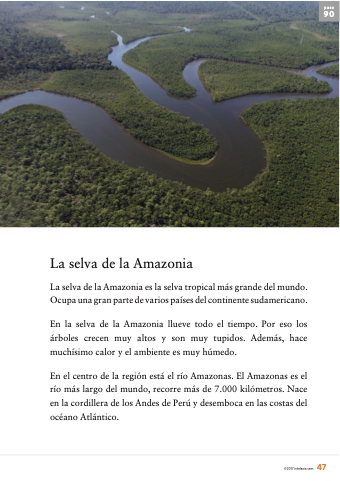 paso
90
La selva de la Amazonia
La selva de la Amazonia es la selva tropical más grande del mundo.
Ocupa una gran parte de varios países del continente sudamericano.
En la selva de la Amazonia llueve todo el tiempo. Por eso los
árboles crecen muy altos y son muy tupidos. Además, hace
muchísimo calor y el ambiente es muy húmedo.
En el centro de la región está el río Amazonas. El Amazonas es el
río más largo del mundo, recorre más de 7.000 kilómetros. Nace
en la cordillera de los Andes de Perú y desemboca en las costas del
océano Atlántico.
47